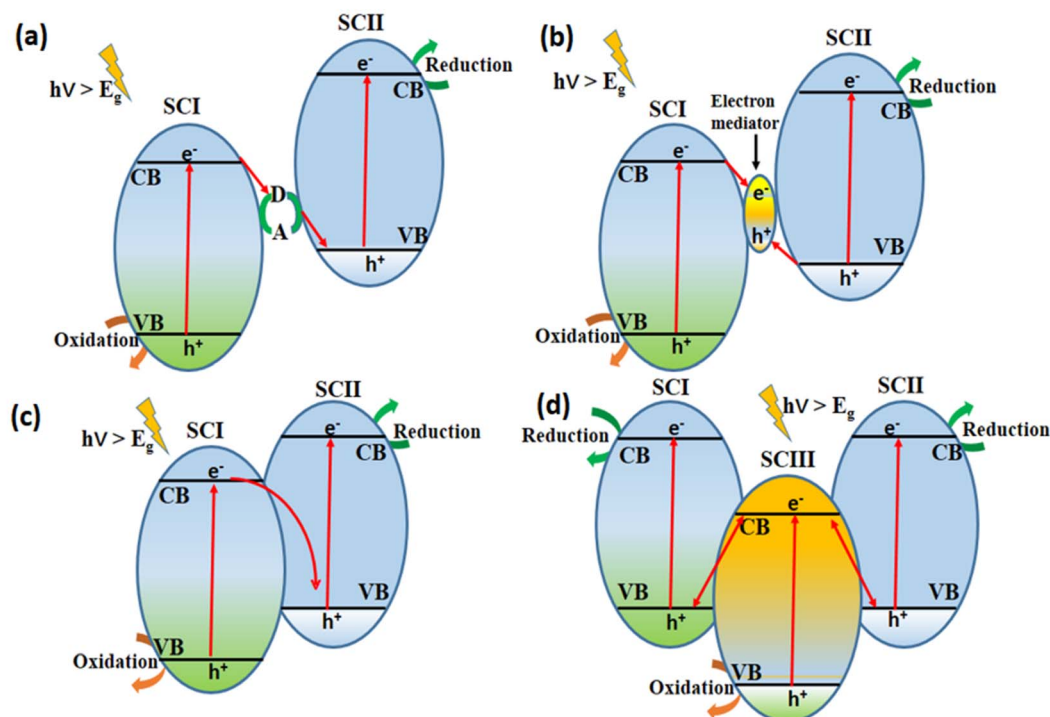 (a)
hV > Eg
SCI
SCII
e-
CB
Reduction
e-
CB
D
A
VB
h+
VB
Oxidation
h+
(b)
hV > Eg
SCI
Electron
mediator
SCII
e-
CB
Reduction
e-
CB
e-
h+
VB
h+
VB
Oxidation
h+
(c)
hV > Eg
SCI
SCII
e-
CB
Reduction
e-
CB
VB
h+
VB
Oxidation
h+
(d)
SCI
hV > Eg
SCII
Reduction
e-
CB
SCIII
e-
CB
Reduction
e-
CB
VB
h+
VB
h+
VB
Oxidation
h+